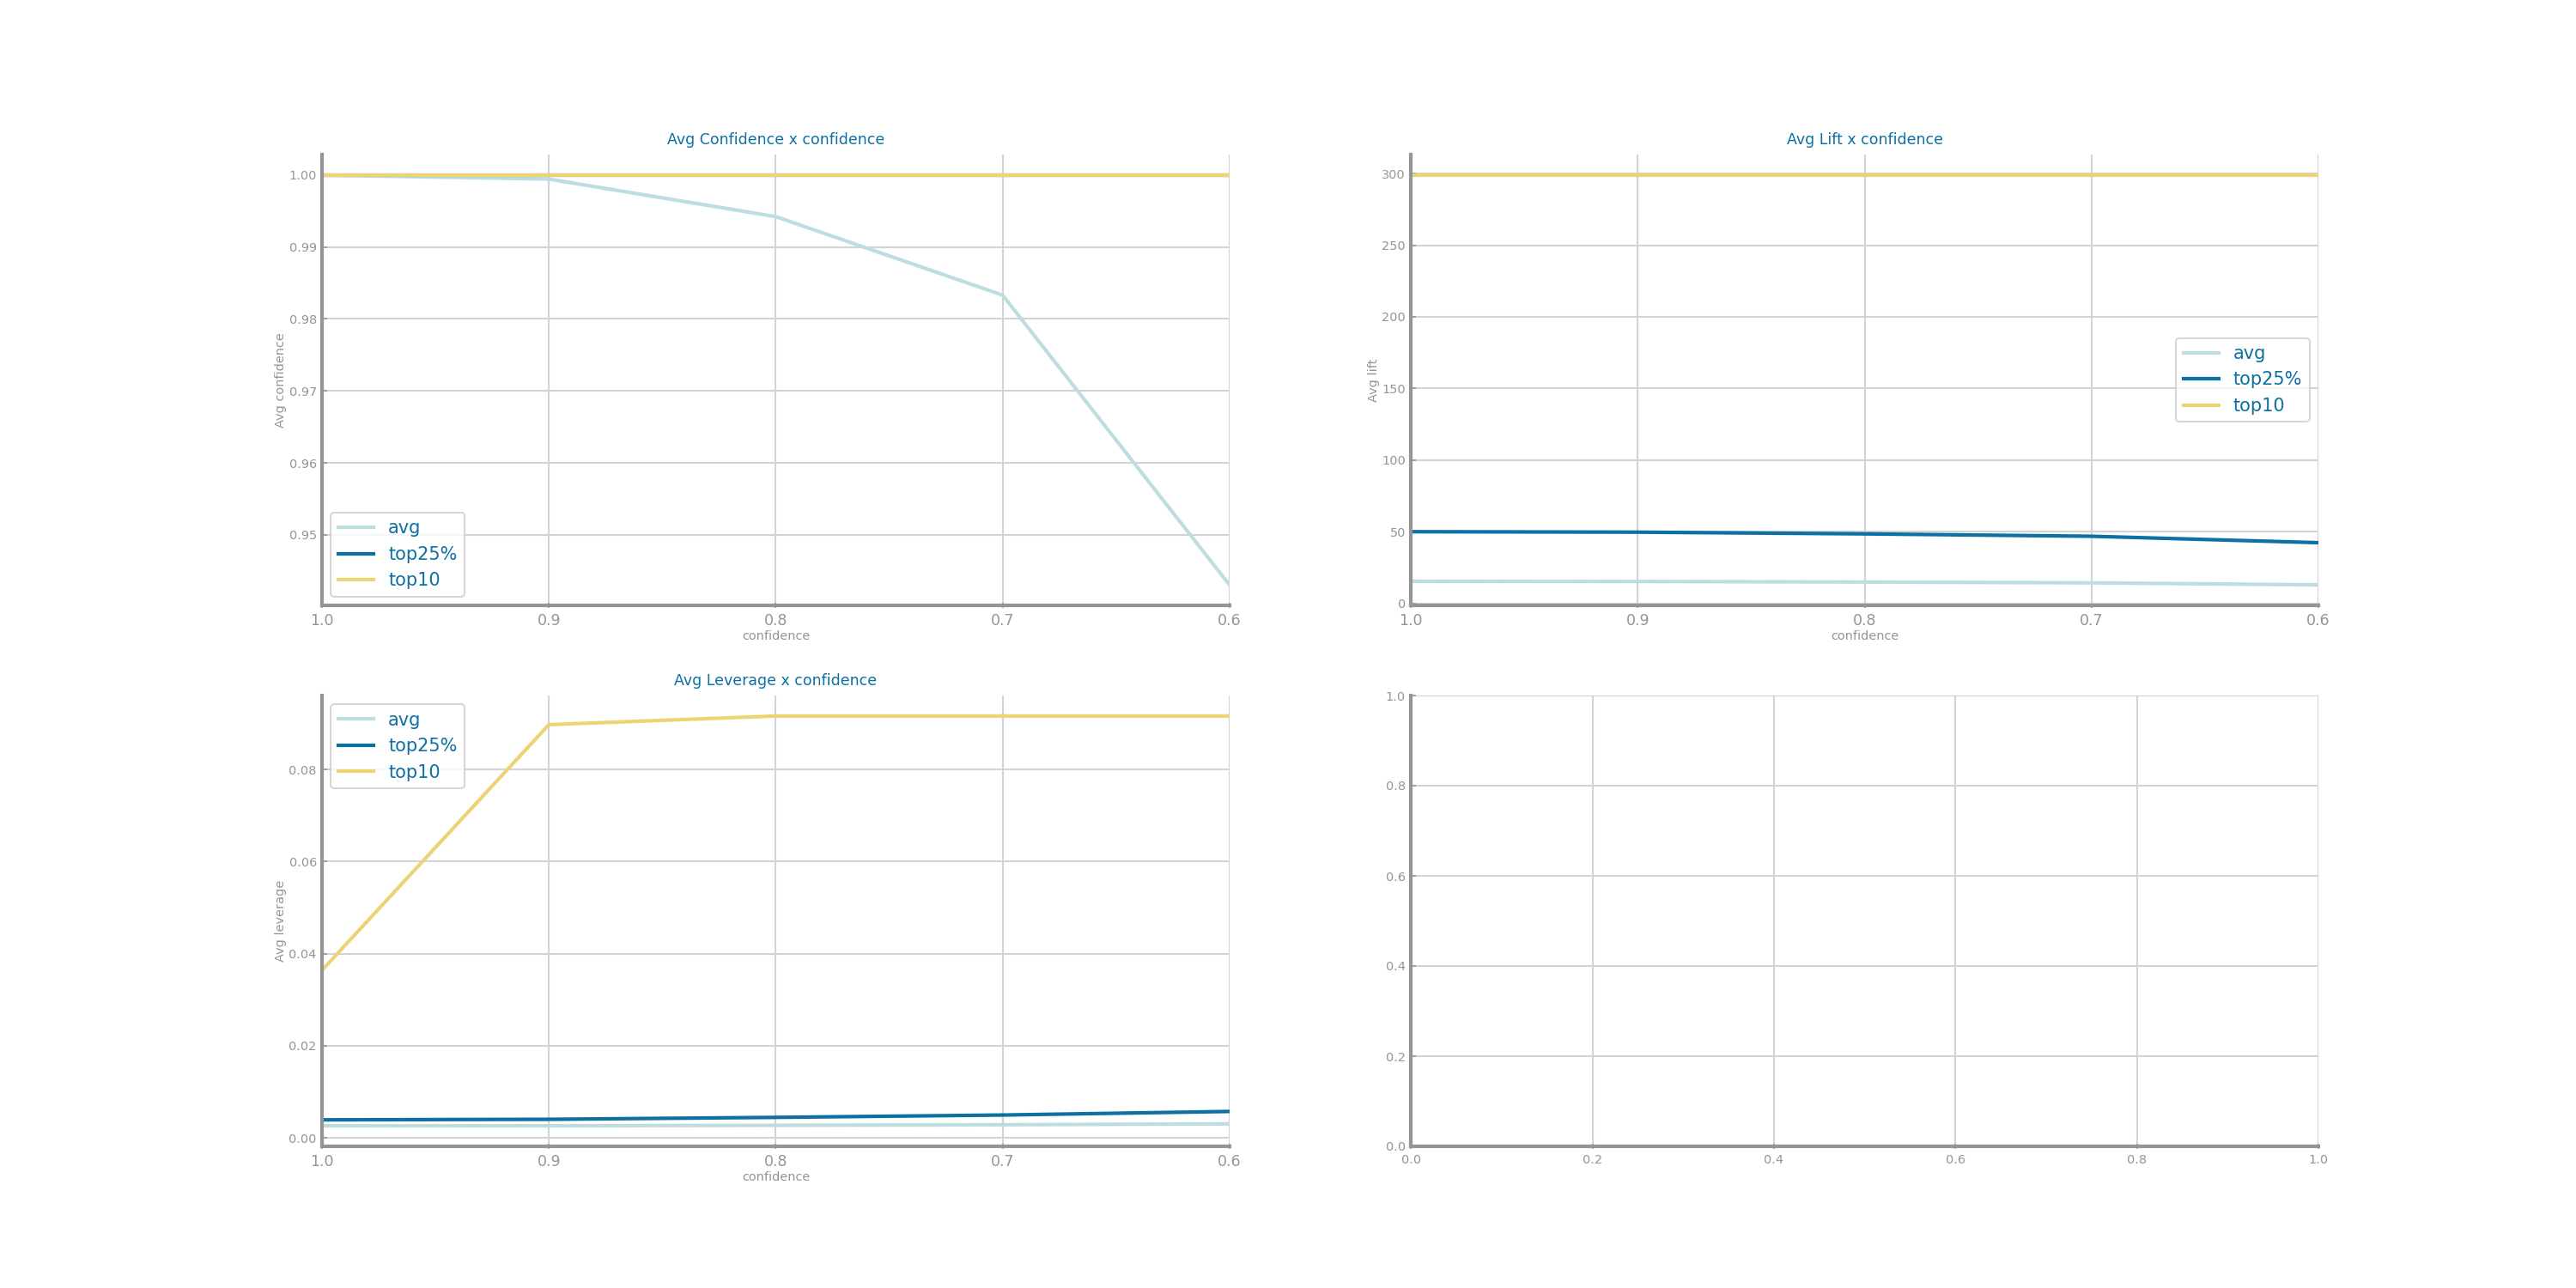 Avg Confidence x confidence
1.00
0.99
0.98
0.97
0.96
0.95
Avg confidence
avg
top25%
top10
1.0 0.9 0.8 0.7 0.6
confidence
Avg Lift x confidence
300
250
200
150
100
50
0
Avg lift
avg
top25%
top10
1.0 0.9 0.8 0.7 0.6
confidence
Avg Leverage x confidence
avg
top25%
top10
0.08
0.06
0.04
0.02
0.00
Avg leverage
1.0 0.9 0.8 0.7 0.6
confidence
1.0
0.8
0.6
0.4
0.2
0.0
0.0 0.2 0.4 0.6 0.8 1.0